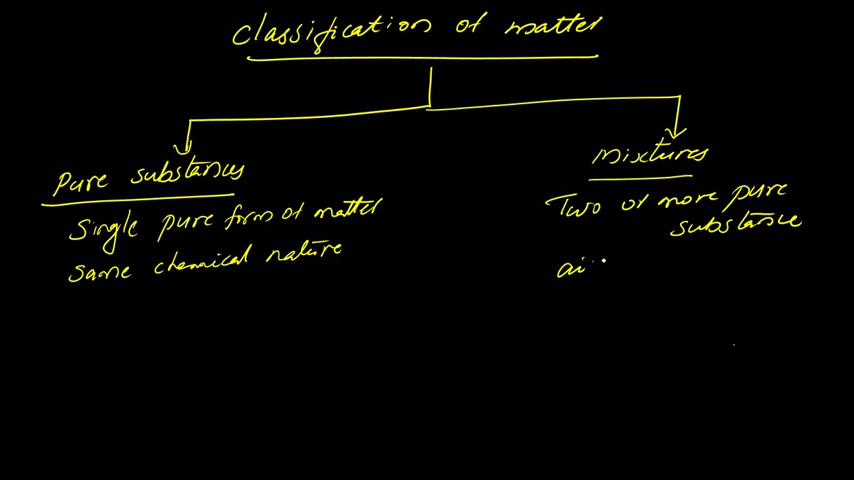 Classification of matter
Pure substances
Single pure form of matter
same chemical nature
Mixtures
Two or more pure
substance
ai